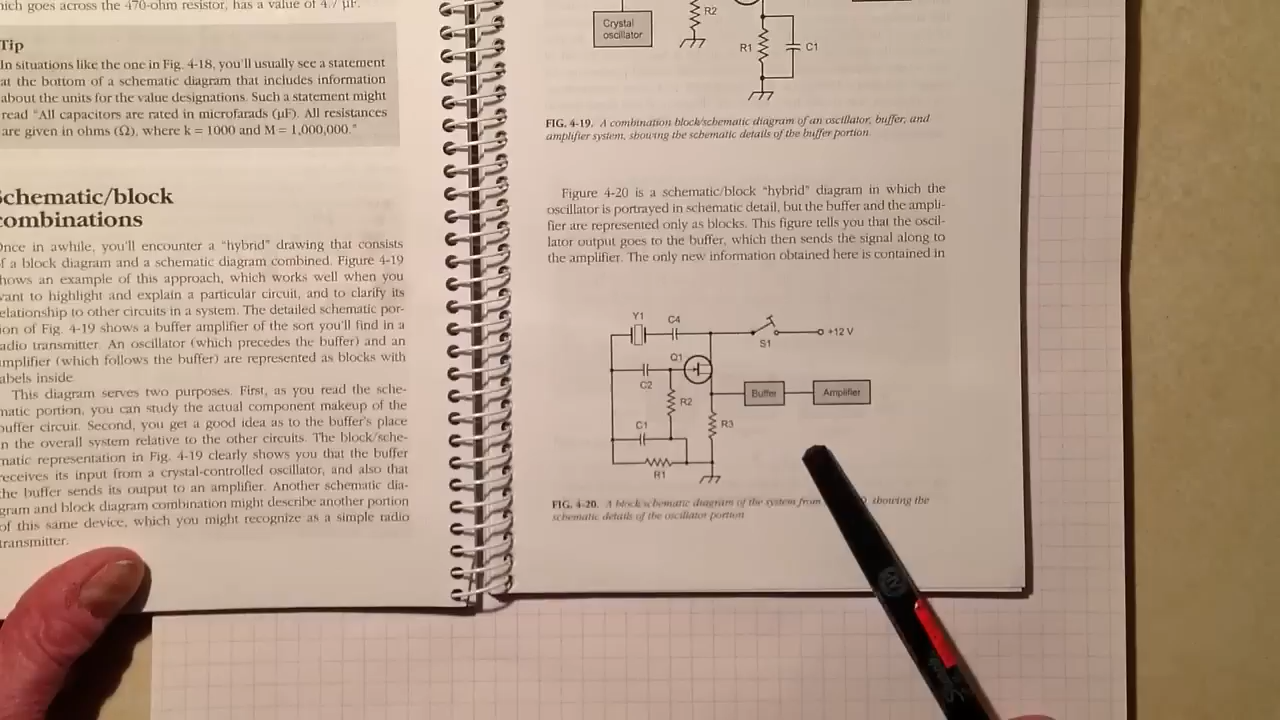 hich goes across the 470-ohm resistor, has a value of 4.7 µF.
Tip
In situations like the one in Fig. 4-18, you'll usually see a statement
at the bottom of a schematic diagram that includes information
about the units for the value designations. Such a statement might
read "All capacitors are rated in microfarads (µF). All resistances
are given in ohms (Ω), where k = 1000 and M = 1,000,000."
Schematic/block
combinations
Once in awhile, you'll encounter a "hybrid" drawing that consists
f a block diagram and a schematic diagram combined. Figure 4-19
hows an example of this approach, which works well when you
want to highlight and explain a particular circuit, and to clarify its
elationship to other circuits in a system. The detailed schematic por-
ion of Fig. 4-19 shows a buffer amplifier of the sort you'll find in a
adio transmitter. An oscillator (which precedes the buffer) and an
mplifier (which follows the buffer) are represented as blocks with
abels inside.
This diagram serves two purposes. First, as you read the sche-
matic portion, you can study the actual component makeup of the
buffer circuit. Second, you get a good idea as to the buffer's place
n the overall system relative to the other circuits. The block/sche-
matic representation in Fig. 4-19 clearly shows you that the buffer
receives its input from a crystal-controlled oscillator, and also that
the buffer sends its output to an amplifier. Another schematic dia-
gram and block diagram combination might describe another portion
of this same device, which you might recognize as a simple radio
transmitter.
Crystal
oscillator
R2
R1
C1
FIG. 4-19. A combination block/schematic diagram of an oscillator, buffer, and
amplifier system, showing the schematic details of the buffer portion.
Figure 4-20 is a schematic/block "hybrid" diagram in which the
oscillator is portrayed in schematic detail, but the buffer and the ampli-
fier are represented only as blocks. This figure tells you that the oscil-
lator output goes to the buffer, which then sends the signal along to
the amplifier. The only new information obtained here is contained in
Y1
C4
S1
+12 V
Q1
C2
R2
Buffer
Amplifier
C1
R3
R1
FIG. 4-20. A block/schematic diagram of the system from showing the
schematic details of the oscillator portion.